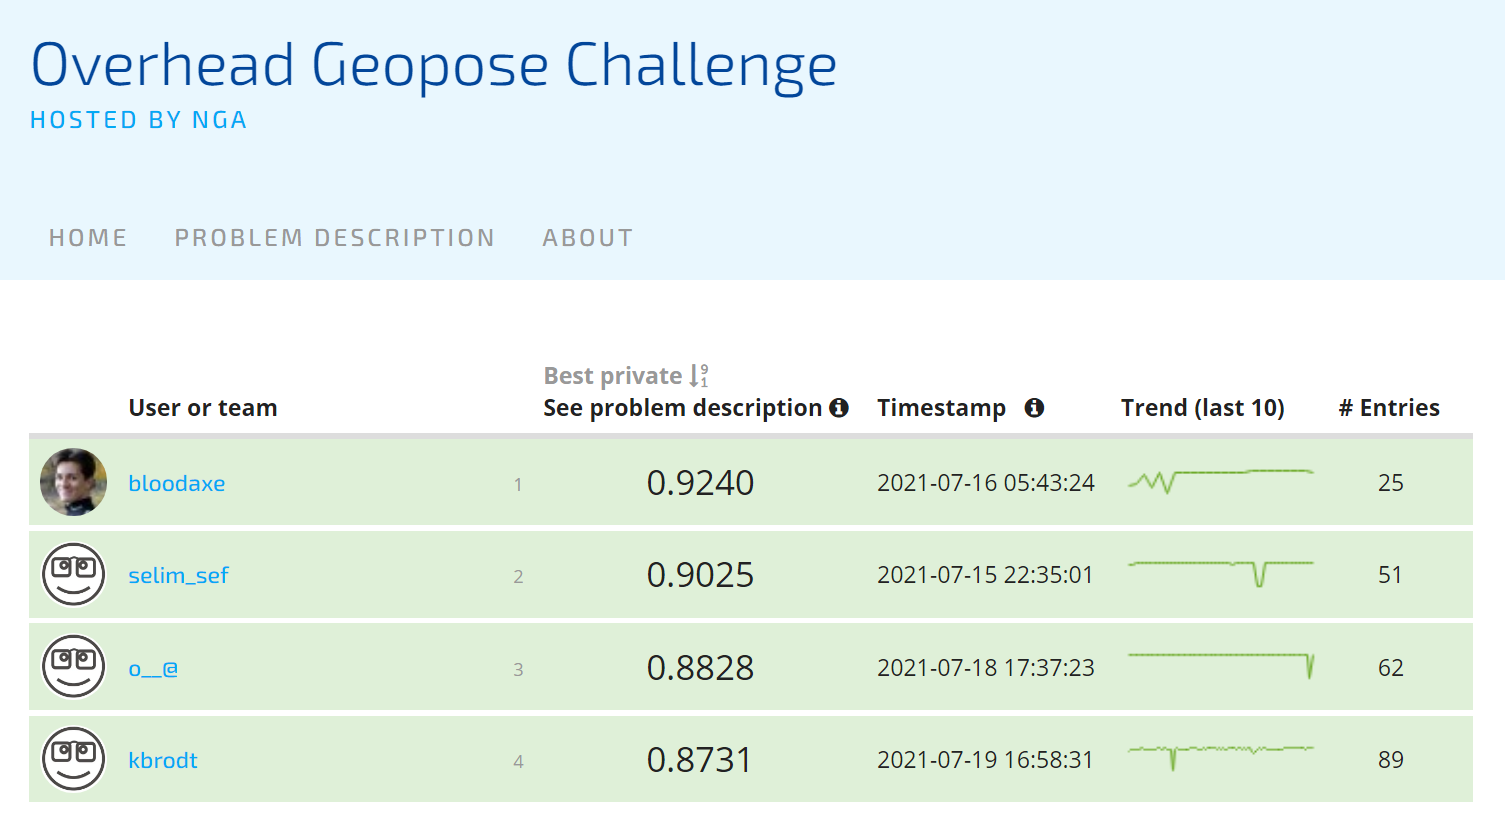 Overhead Geopose Challenge
HOSTED BY NGA
HOME PROBLEM DESCRIPTION ABOUT
Best private
User or team See problem description Timestamp Trend (last 10) # Entries
bloodaxe 1 0.9240 2021-07-16 05:43:24 25
selim_sef 2 0.9025 2021-07-15 22:35:01 51
o__@ 3 0.8828 2021-07-18 17:37:23 62
kbrodt 4 0.8731 2021-07-19 16:58:31 89